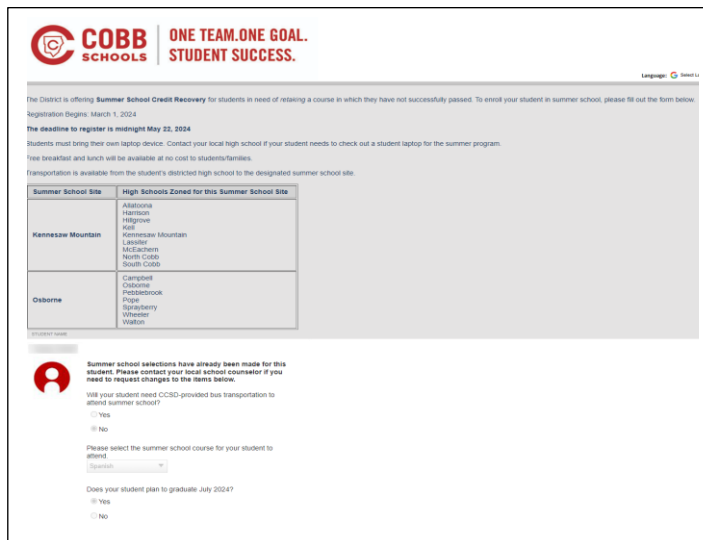 COBB
SCHOOLS
ONE TEAM.ONE GOAL.
STUDENT SUCCESS.
Language: G Select La
The District is offering Summer School Credit Recovery for students in need of retaking a course in which they have not successfully passed. To enroll your student in summer school, please fill out the form below.
Registration Begins: March 1, 2024
The deadline to register is midnight May 22, 2024
Students must bring their own laptop device. Contact your local high school if your student needs to check out a student laptop for the summer program.
Free breakfast and lunch will be available at no cost to students/families.
Transportation is available from the student's districted high school to the designated summer school site.
Summer School Site
High Schools Zoned for this Summer School Site
Kennesaw Mountain
Allatoona
Harrison
Hillgrove
Kell
Kennesaw Mountain
Lassiter
McEachern
North Cobb
South Cobb
Osborne
Campbell
Osborne
Pebblebrook
Pope
Sprayberry
Wheeler
Walton
STUDENT NAME
Summer school selections have already been made for this
student. Please contact your local school counselor if you
need to request changes to the items below.
Will your student need CCSD-provided bus transportation to
attend summer school?
Yes
No
Please select the summer school course for your student to
attend.
Spanish
Does your student plan to graduate July 2024?
Yes
No